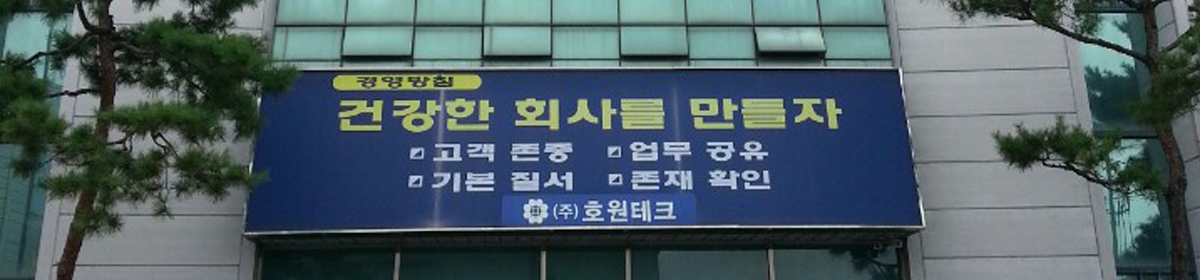 경영방침
건강한 회사를 만들자
고객 존중 업무 공유
기본 질서 존재 확인
(주)호원테크